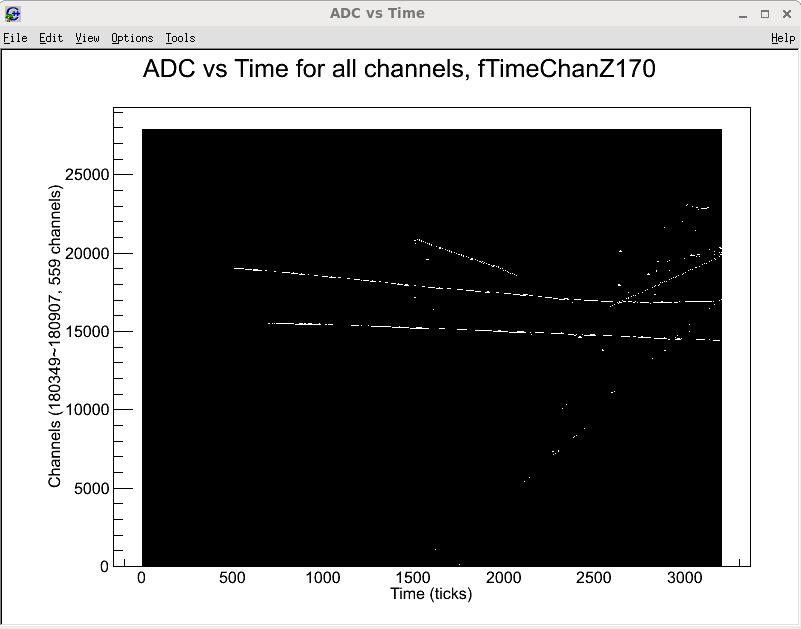 ADC vs Time
File Edit View Options Tools Help
ADC vs Time for all channels, fTimeChanZ170
Channels (180349~180907, 559 channels)
25000
20000
15000
10000
5000
0
0 500 1000 1500 2000 2500 3000
Time (ticks)